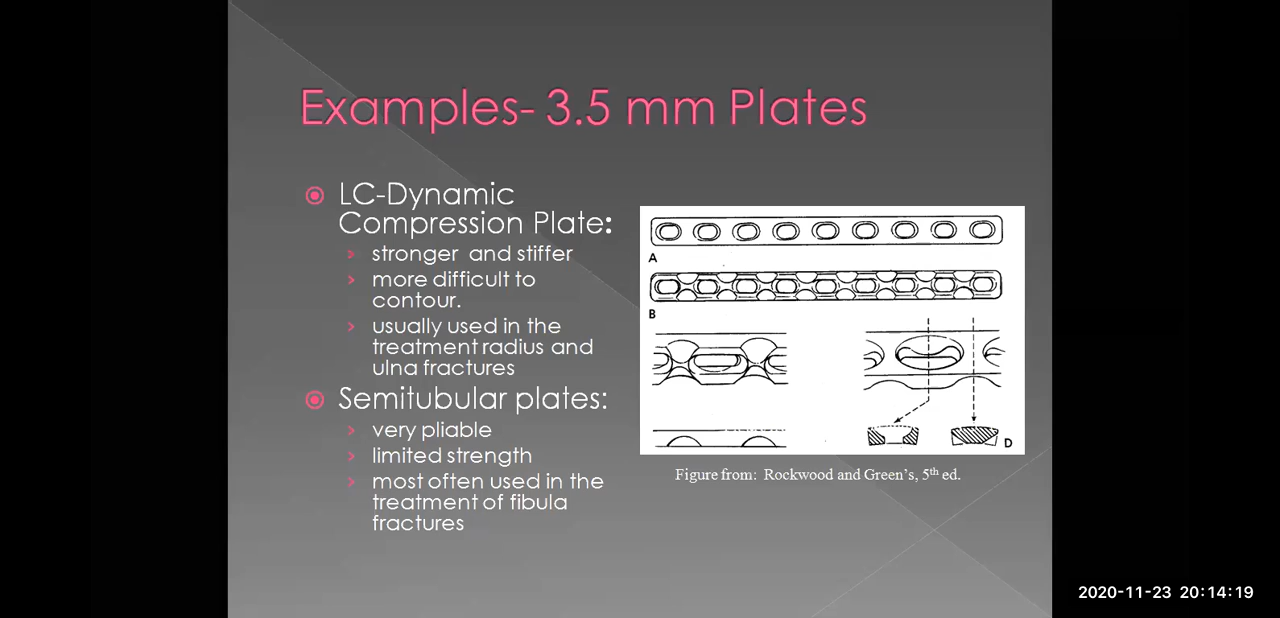 Examples- 3.5 mm Plates
LC-Dynamic
Compression Plate:
stronger and stiffer
more difficult to
contour.
usually used in the
treatment radius and
ulna fractures
Semitubular plates:
very pliable
limited strength
most often used in the
treatment of fibula
fractures
A
B
D
Figure from: Rockwood and Green's, 5th ed.
2020-11-23 20:14:19